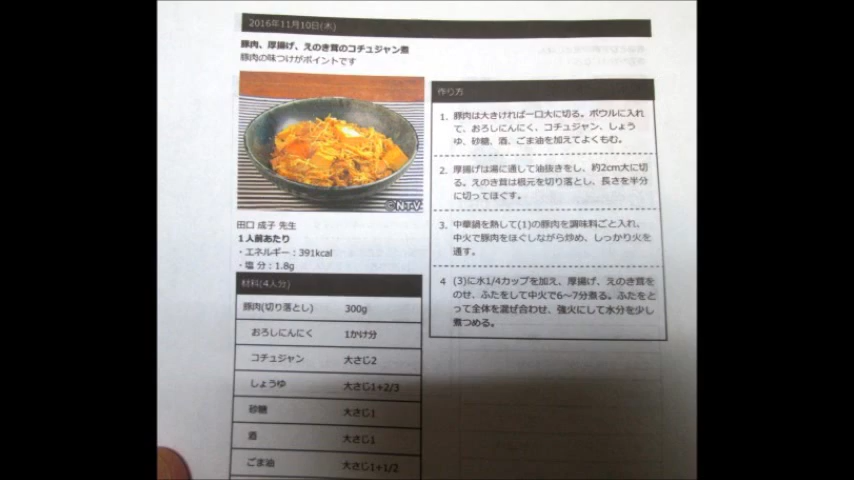 2016年11月10日(木)
豚肉、厚揚げ、えのき茸のコチュジャン煮
豚肉の味つけがポイントです
©NTV
田口 成子 先生
1人前あたり
・エネルギー：391kcal
・塩 分：1.8g
材料(4人分)
豚肉(切り落とし) 300g
おろしにんにく 1かけ分
コチュジャン 大さじ2
しょうゆ 大さじ1+2/3
砂糖 大さじ1
酒 大さじ1
ごま油 大さじ1+1/2
作り方
1. 豚肉は大きければ一口大に切る。ボウルに入れ
て、おろしにんにく、コチュジャン、しょう
ゆ、砂糖、酒、ごま油を加えてよくもむ。
2. 厚揚げは湯に通して油抜きをし、約2cm大に切
る。えのき茸は根元を切り落とし、長さを半分
に切ってほぐす。
3. 中華鍋を熱して(1)の豚肉を調味料ごと入れ、
中火で豚肉をほぐしながら炒め、しっかり火を
通す。
4 (3)に水1/4カップを加え、厚揚げ、えのき茸を
のせ、ふたをして中火で6～7分煮る。ふたをと
って全体を混ぜ合わせ、強火にして水分を少し
煮つめる。